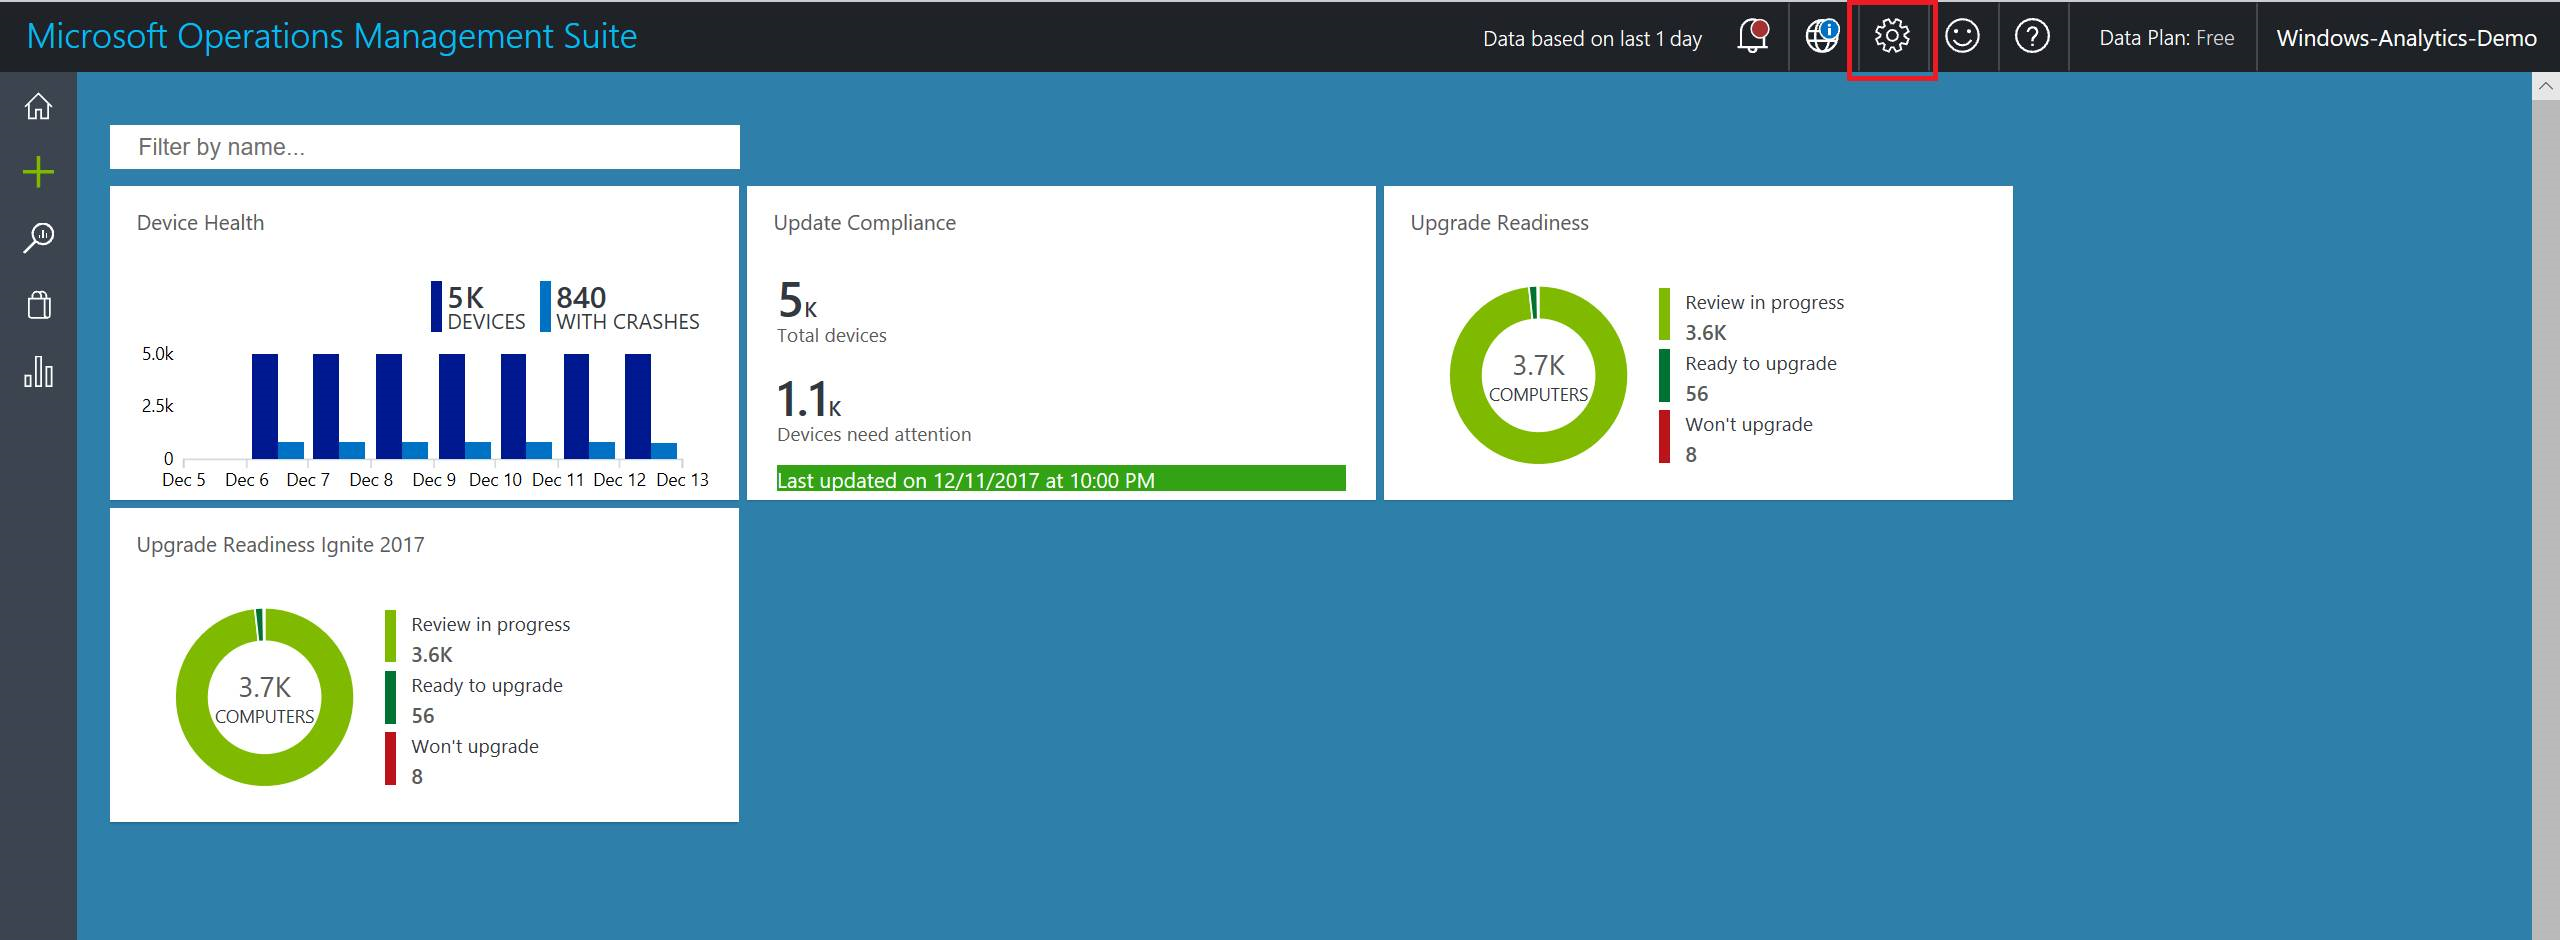 Microsoft Operations Management Suite
Data based on last 1 day
Data Plan: Free
Windows-Analytics-Demo
Filter by name...
Device Health
5K
DEVICES
840
WITH CRASHES
5.0k
2.5k
0
Dec 5 Dec 6 Dec 7 Dec 8 Dec 9 Dec 10 Dec 11 Dec 12 Dec 13
Update Compliance
5K
Total devices
1.1K
Devices need attention
Last updated on 12/11/2017 at 10:00 PM
Upgrade Readiness
3.7K
COMPUTERS
Review in progress
3.6K
Ready to upgrade
56
Won't upgrade
8
Upgrade Readiness Ignite 2017
3.7K
COMPUTERS
Review in progress
3.6K
Ready to upgrade
56
Won't upgrade
8